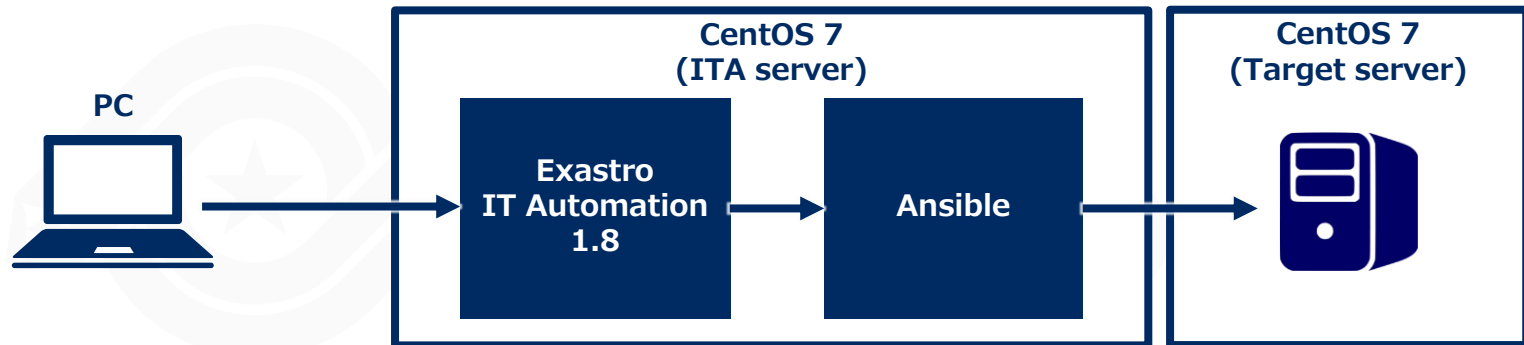 PC
CentOS 7
(ITA server)
Exastro
IT Automation
1.8
Ansible
CentOS 7
(Target server)